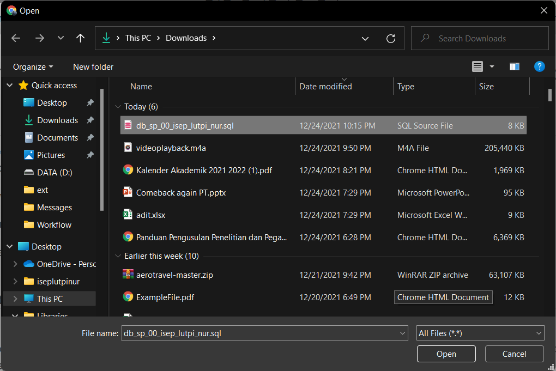 Open
This PC
Downloads
Search Downloads
Organize
New folder
Name
Date modified
Type
Size
Quick access
Desktop
Downloads
Documents
Pictures
DATA (D:)
ext
Messages
Workflow
Desktop
OneDrive - Perso
iseplutpinur
This PC
Libraries
Today (6)
db_sp_00_isep_lutpi_nur.sql 12/24/2021 10:15 PM SQL Source File 8 KB
videoplayback.m4a 12/24/2021 9:50 PM M4A File 205,440 KB
Kalender Akademik 2021 2022 (1).pdf 12/24/2021 8:21 PM Chrome HTML Do... 1,969 KB
Comeback again PT.pptx 12/24/2021 7:29 PM Microsoft PowerPo... 95 KB
adit.xlsx 12/24/2021 7:29 PM Microsoft Excel W... 9 KB
Panduan Pengusulan Penelitian dan Pega... 12/24/2021 6:28 PM Chrome HTML Do... 6,369 KB
Earlier this week (10)
aerotravel-master.zip 12/21/2021 9:42 PM WinRAR ZIP archive 63,107 KB
ExampleFile.pdf 12/20/2021 6:49 PM Chrome HTML Document 12 KB
File name: db_sp_00_isep_lutpi_nur.sql
All Files (*.*)
Open
Cancel